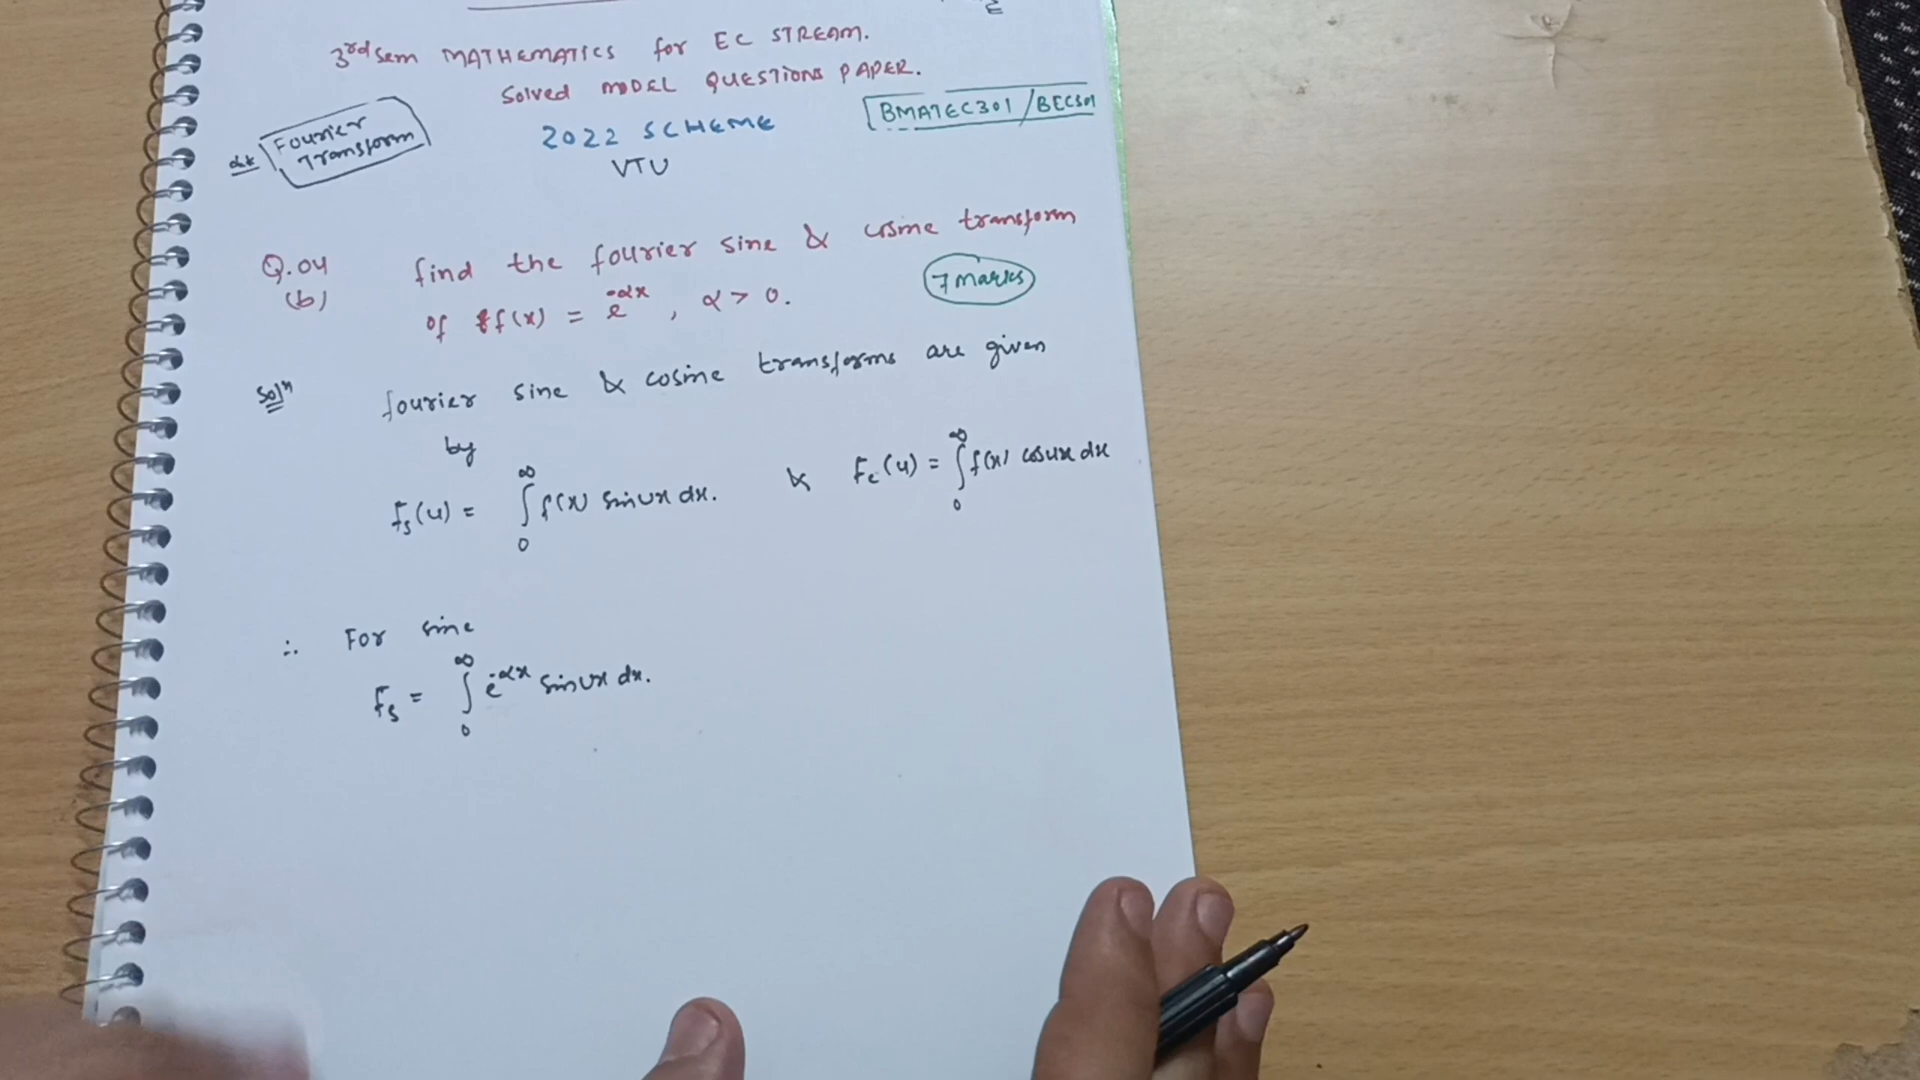 3rd sem MATHEMATICS for EC STREAM.
Solved MODEL QUESTIONS PAPER.
BMATEC301/BEC301
2022 SCHEME
VTU
Fourier
Transform
Q.04 find the fourier sine & cosine transform
(b) of f(x) = e^-αx, α > 0.
7 marks
Solⁿ fourier sine & cosine transforms are given
by
Fs(u) = ∫₀^∞ f(x) sinux dx. & Fc(u) = ∫₀^∞ f(x) cosux dx
∴ For sine
Fs = ∫₀^∞ e^-αx sinux dx.